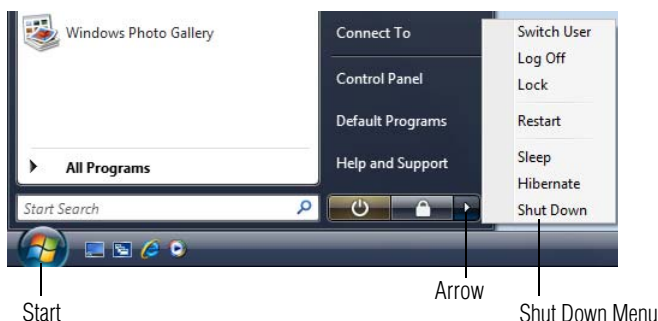 Windows Photo Gallery
All Programs
Start Search
Connect To
Control Panel
Default Programs
Help and Support
Switch User
Log Off
Lock
Restart
Sleep
Hibernate
Shut Down
Start
Arrow
Shut Down Menu